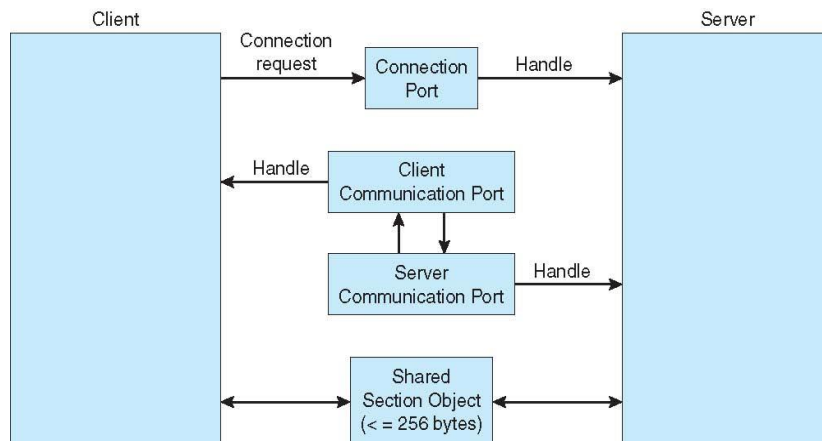 Client
Server
Connection
request
Connection
Port
Handle
Handle
Client
Communication Port
Server
Communication Port
Handle
Shared
Section Object
(< = 256 bytes)